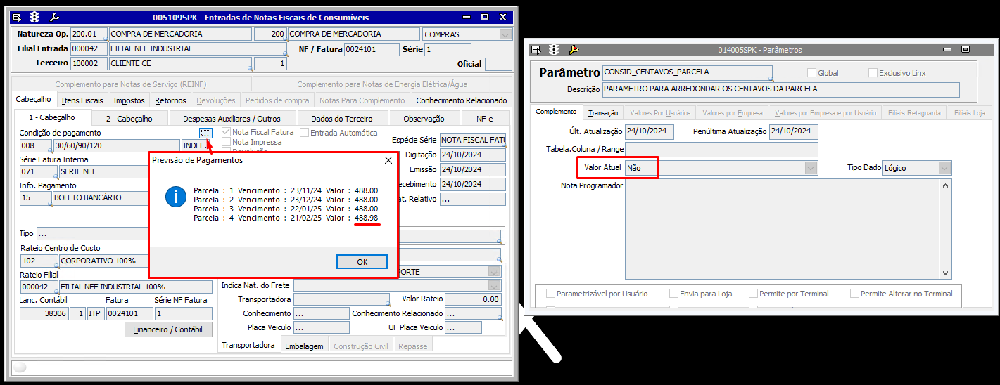 005109SPK - Entradas de Notas Fiscais de Consumíveis
Natureza Op. 200.01 COMPRA DE MERCADORIA 200 COMPRA DE MERCADORIA COMPRAS
Filial Entrada 000042 FILIAL NFE INDUSTRIAL NF / Fatura 0024101 Série 1
Terceiro 100002 CLIENTE CE 1 Oficial
Complemento para Notas de Serviço (REINF) Complemento para Notas de Energia Elétrica/Água
Cabeçalho Itens Fiscais Impostos Retornos Devoluções Pedidos de compra Notas Para Complemento Conhecimento Relacionado
1 - Cabeçalho 2 - Cabeçalho Despesas Auxiliares / Outros Dados do Terceiro Observação NF-e
Condição de pagamento ... Nota Fiscal Fatura Entrada Automática
008 30/60/90/120 INDEF. Nota Impressa Espécie Série NOTA FISCAL FATU
Série Fatura Interna Digitação 24/10/2024
071 SERIE NFE Emissão 24/10/2024
Info. Pagamento ecebimento 24/10/2024
15 BOLETO BANCÁRIO at. Relativo ...
Previsão de Pagamentos
Parcela : 1 Vencimento : 23/11/24 Valor : 488.00
Parcela : 2 Vencimento : 23/12/24 Valor : 488.00
Parcela : 3 Vencimento : 22/01/25 Valor : 488.00
Parcela : 4 Vencimento : 21/02/25 Valor : 488.98
OK
Tipo ...
Rateio Centro de Custo
102 CORPORATIVO 100%
Rateio Filial PORTE
000042 FILIAL NFE INDUSTRIAL 100% Indica Nat. do Frete
Lanc. Contábil Fatura Série NF Fatura Transportadora Valor Rateio 0.00
38306 1 ITP 0024101 1 Conhecimento ... Conhecimento Relacionado ...
Financeiro / Contábil Placa Veiculo ... UF Placa Veiculo ...
Transportadora Embalagem Construção Civil Repasse
014005SPK - Parâmetros
Parâmetro CONSID_CENTAVOS_PARCELA Global Exclusivo Linx
Descrição PARAMETRO PARA ARREDONDAR OS CENTAVOS DA PARCELA
Complemento Transação Valores Por Usuários Valores por Empresa Valores por Empresa e por Usuário Filiais Retaguarda Filiais Loja
Últ. Atualização 24/10/2024 Penúltima Atualização 24/10/2024
Tabela.Coluna / Range
Valor Atual Não Tipo Dado Lógico
Nota Programador
Parametrizável por Usuário Envia para Loja Permite por Terminal Permite Alterar no Terminal